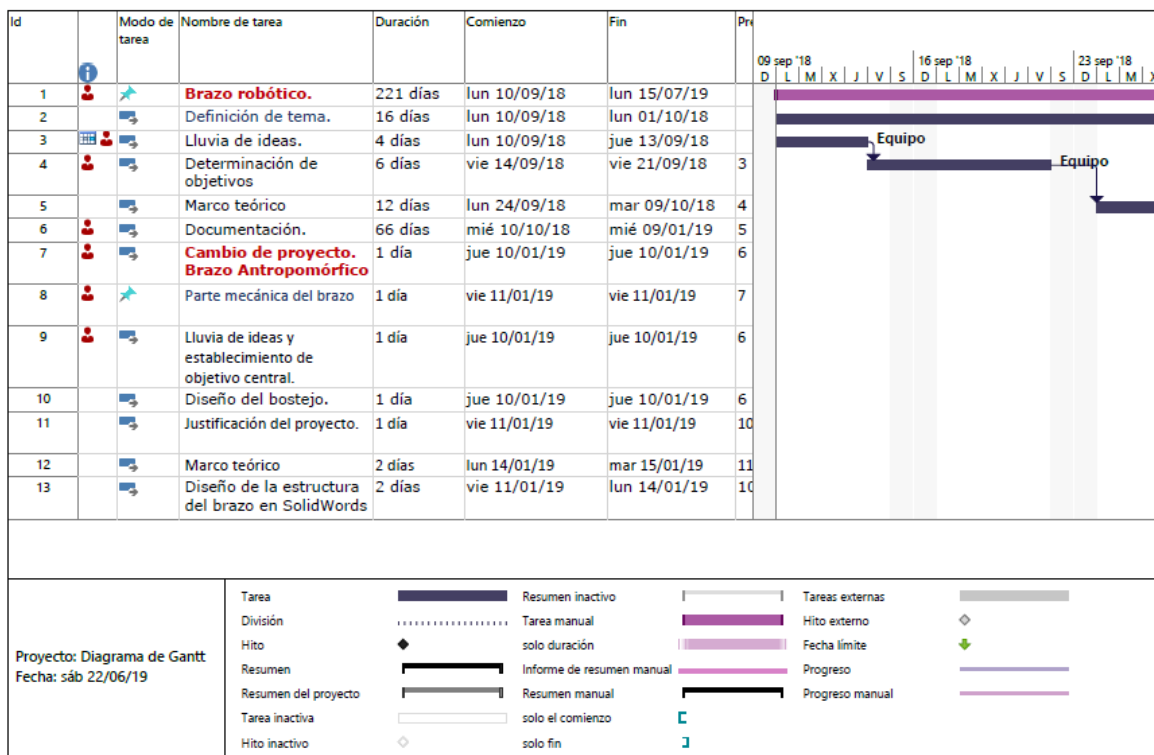 Id Modo de Nombre de tarea Duración Comienzo Fin Pre
tarea
09 sep '18 16 sep '18 23 sep '18
D L M X J V S D L M X J V S D L M X
1 Brazo robótico. 221 días lun 10/09/18 lun 15/07/19
2 Definición de tema. 16 días lun 10/09/18 lun 01/10/18
3 Lluvia de ideas. 4 días lun 10/09/18 jue 13/09/18 Equipo
4 Determinación de 6 días vie 14/09/18 vie 21/09/18 3 Equipo
objetivos
5 Marco teórico 12 días lun 24/09/18 mar 09/10/18 4
6 Documentación. 66 días mié 10/10/18 mié 09/01/19 5
7 Cambio de proyecto. 1 día jue 10/01/19 jue 10/01/19 6
Brazo Antropomórfico
8 Parte mecánica del brazo 1 día vie 11/01/19 vie 11/01/19 7
9 Lluvia de ideas y 1 día jue 10/01/19 jue 10/01/19 6
establecimiento de
objetivo central.
10 Diseño del bostejo. 1 día jue 10/01/19 jue 10/01/19 6
11 Justificación del proyecto. 1 día vie 11/01/19 vie 11/01/19 10
12 Marco teórico 2 días lun 14/01/19 mar 15/01/19 11
13 Diseño de la estructura 2 días vie 11/01/19 lun 14/01/19 10
del brazo en SolidWords
Proyecto: Diagrama de Gantt
Fecha: sáb 22/06/19
Tarea Resumen inactivo Tareas externas
División Tarea manual Hito externo
Hito solo duración Fecha límite
Resumen Informe de resumen manual Progreso
Resumen del proyecto Resumen manual Progreso manual
Tarea inactiva solo el comienzo
Hito inactivo solo fin